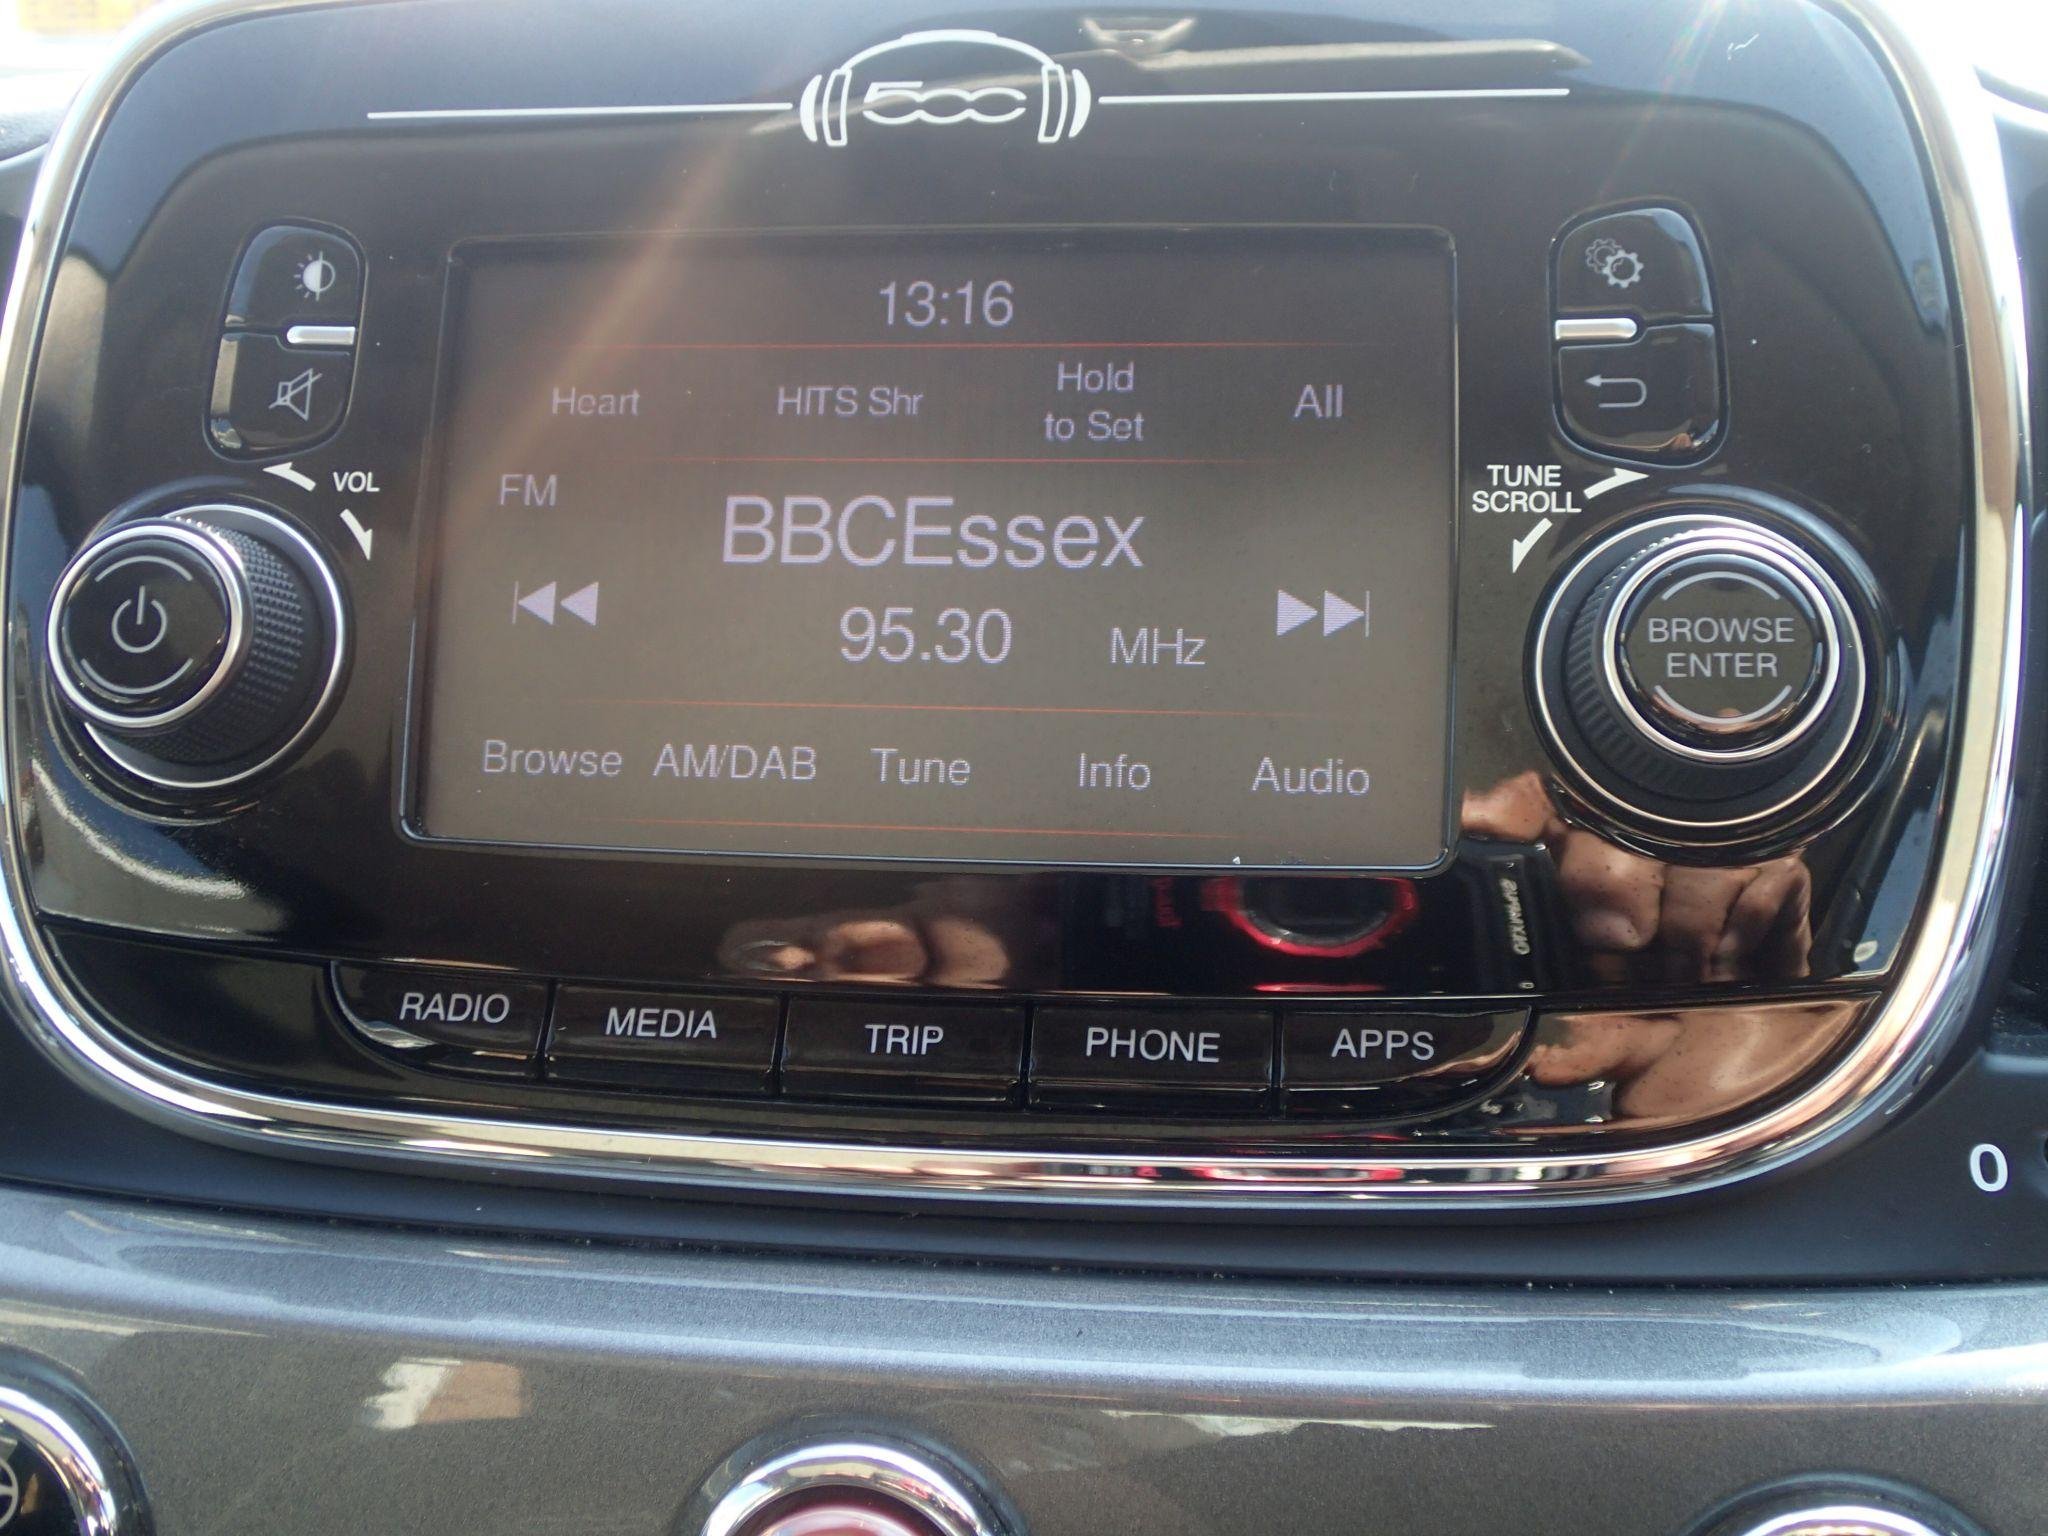 500
13:16
Heart
HITS Shr
Hold
to Set
All
VOL
FM
BBCEssex
TUNE
SCROLL
95.30 MHz
BROWSE
ENTER
Browse
AM/DAB
Tune
Info
Audio
RADIO
MEDIA
TRIP
PHONE
APPS
0